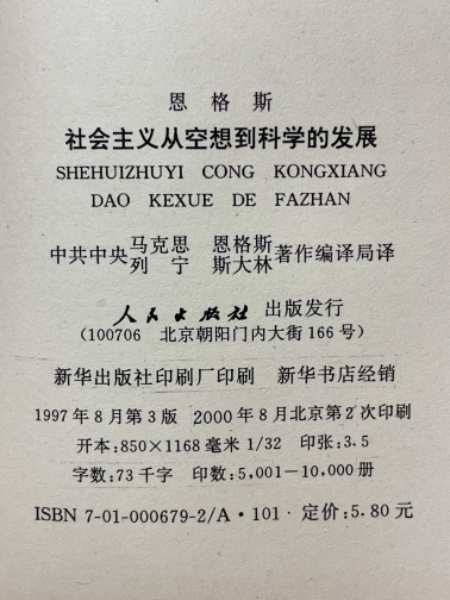 恩格斯
社会主义从空想到科学的发展
SHEHUIZHUYI CONG KONGXIANG
DAO KEXUE DE FAZHAN
中共中央马克思 恩格斯列宁 斯大林著作编译局译
人民出版社 出版发行
(100706 北京朝阳门内大街166号)
新华出版社印刷厂印刷 新华书店经销
1997年8月第3版 2000年8月北京第2次印刷
开本:850×1168毫米 1/32 印张:3.5
字数:73千字 印数:5,001-10,000册
ISBN 7-01-000679-2/A·101· 定价:5.80元